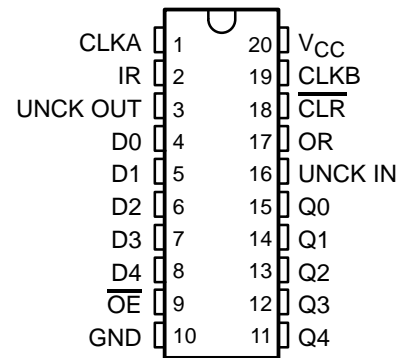 CLKA 1 20 VCC
IR 2 19 CLKB
UNCK OUT 3 18 CLR
D0 4 17 OR
D1 5 16 UNCK IN
D2 6 15 Q0
D3 7 14 Q1
D4 8 13 Q2
OE 9 12 Q3
GND 10 11 Q4